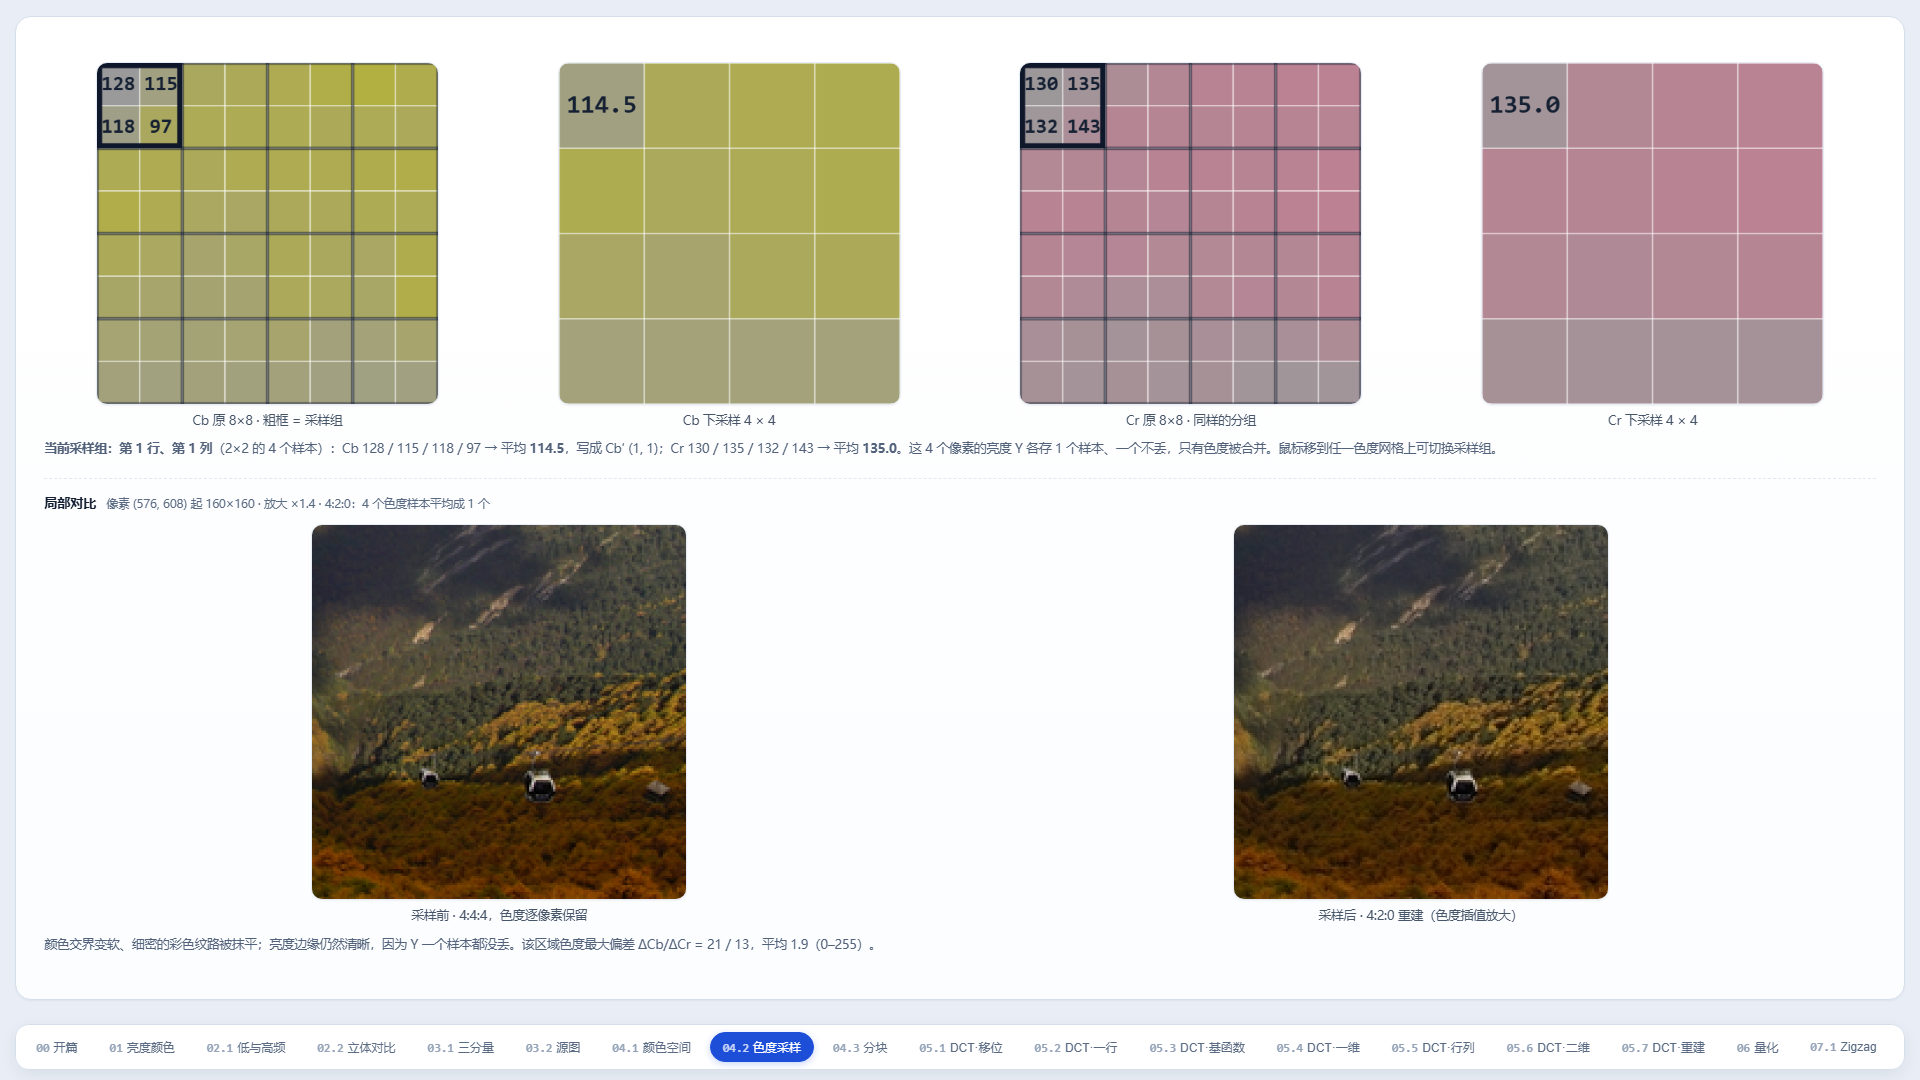 128 115
118 97
114.5
130 135
132 143
135.0
Cb 原 8×8 · 粗框 = 采样组
Cb 下采样 4 × 4
Cr 原 8×8 · 同样的分组
Cr 下采样 4 × 4
当前采样组：第 1 行、第 1 列（2×2 的 4 个样本）：Cb 128 / 115 / 118 / 97 → 平均 114.5，写成 Cb′ (1, 1)；Cr 130 / 135 / 132 / 143 → 平均 135.0。这 4 个像素的亮度 Y 各存 1 个样本、一个不丢，只有色度被合并。鼠标移到任一色度网格上可切换采样组。
局部对比 像素 (576, 608) 起 160×160 · 放大 ×1.4 · 4:2:0：4 个色度样本平均成 1 个
采样前 · 4:4:4，色度逐像素保留
采样后 · 4:2:0 重建（色度插值放大）
颜色交界变软、细密的彩色纹路被抹平；亮度边缘仍然清晰，因为 Y 一个样本都没丢。该区域色度最大偏差 ΔCb/ΔCr = 21 / 13，平均 1.9（0–255）。
00 开篇 01 亮度颜色 02.1 低与高频 02.2 立体对比 03.1 三分量 03.2 源图 04.1 颜色空间 04.2 色度采样 04.3 分块 05.1 DCT·移位 05.2 DCT·一行 05.3 DCT·基函数 05.4 DCT·一维 05.5 DCT·行列 05.6 DCT·二维 05.7 DCT·重建 06 量化 07.1 Zigzag